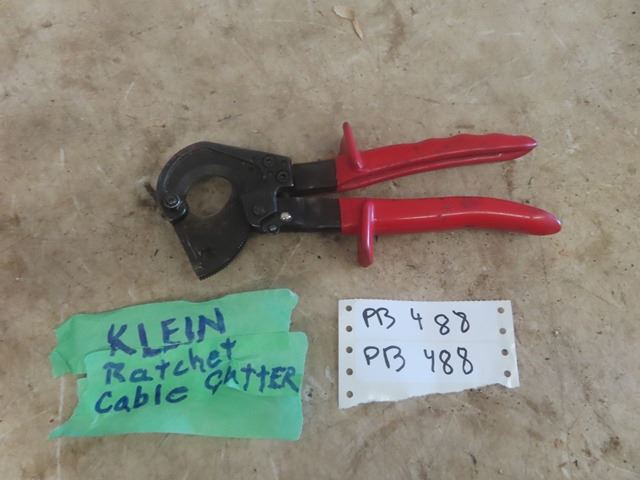 KLEIN
Ratchet
Cable CUTTER
PB 488
PB 488